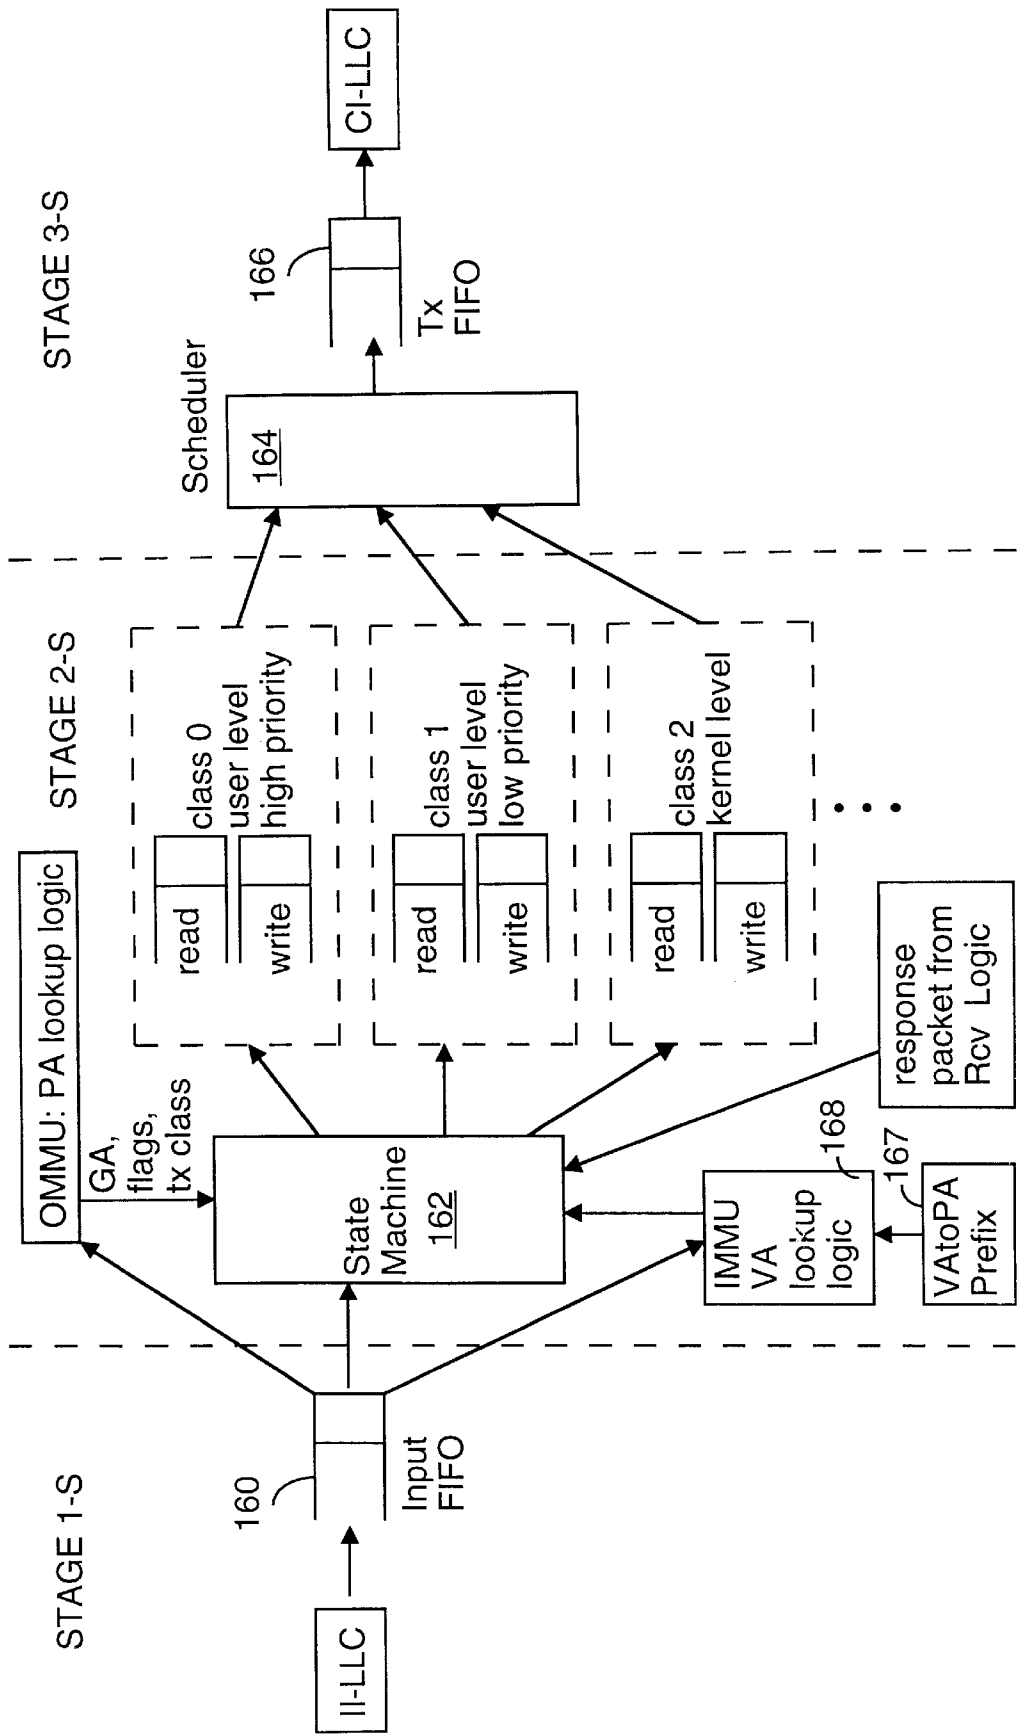 STAGE 1-S
STAGE 2-S
STAGE 3-S
II-LLC
160
Input
FIFO
OMMU: PA lookup logic
GA,
flags,
tx class
State
Machine
162
IMMU
VA
lookup
logic
168
167
VAtoPA
Prefix
response
packet from
Rcv Logic
read
write
class 0
user level
high priority
read
write
class 1
user level
low priority
read
write
class 2
kernel level
Scheduler
164
166
Tx
FIFO
CI-LLC